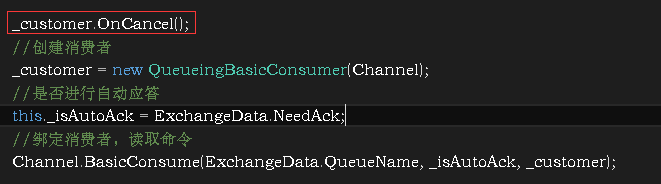 _customer.OnCancel();
//创建消费者
_customer = new QueueingBasicConsumer(Channel);
//是否进行自动应答
this._isAutoAck = ExchangeData.NeedAck;
//绑定消费者，读取命令
Channel.BasicConsume(ExchangeData.QueueName, _isAutoAck, _customer);